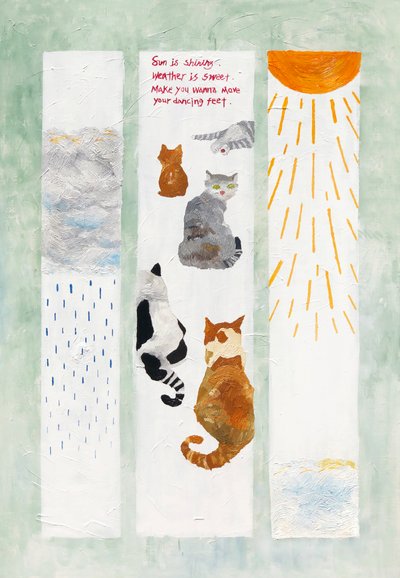 Sun is shining.
Weather is sweet.
Make you wanna move
your dancing feet.